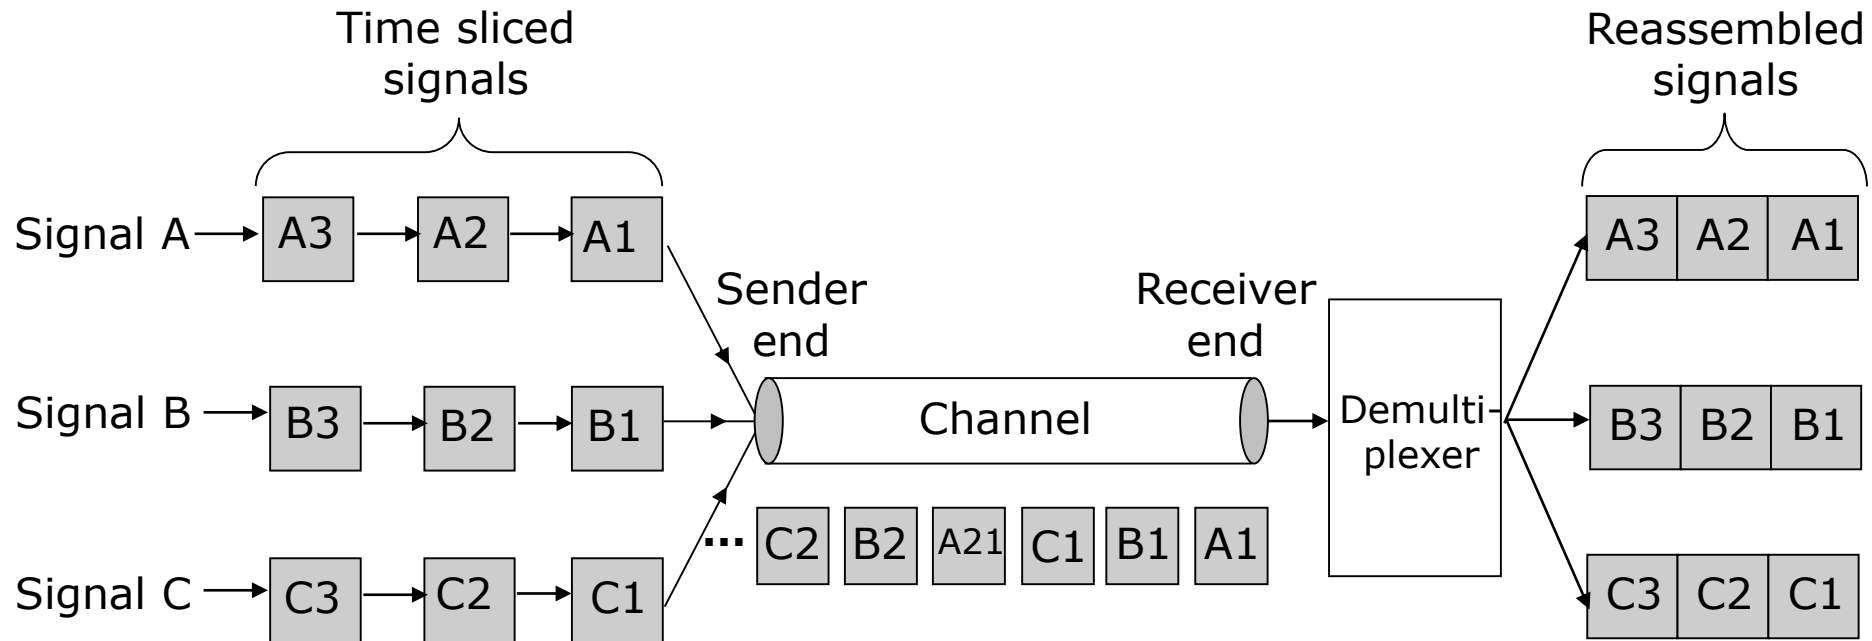 Time sliced
signals
Reassembled
signals
Signal A
A3
A2
A1
A3
A2
A1
Sender
end
Receiver
end
Signal B
B3
B2
B1
Channel
Demulti-
plexer
B3
B2
B1
...
C2
B2
A21
C1
B1
A1
Signal C
C3
C2
C1
C3
C2
C1